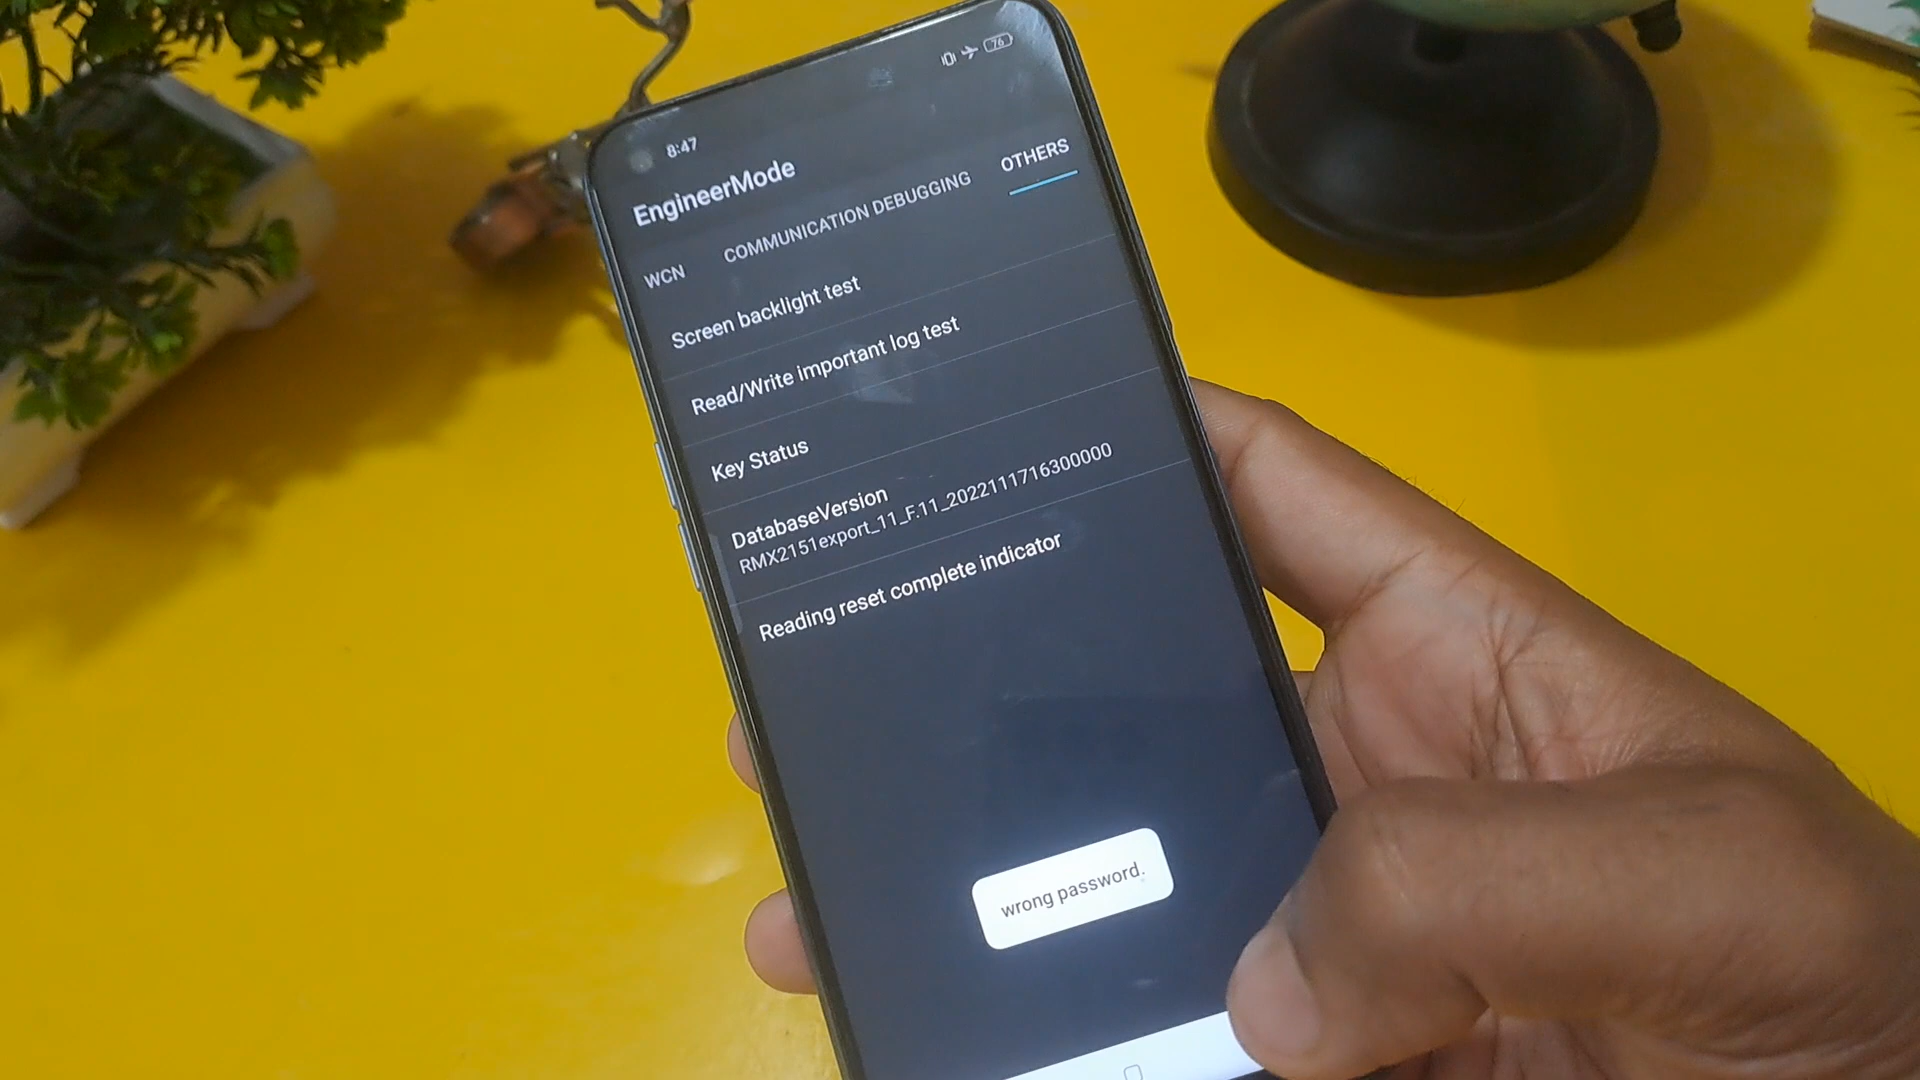 8:47
76
EngineerMode
WCN
COMMUNICATION DEBUGGING
OTHERS
Screen backlight test
Read/Write important log test
Key Status
DatabaseVersion
RMX2151export_11_F.11_2022111716300000
Reading reset complete indicator
wrong password.